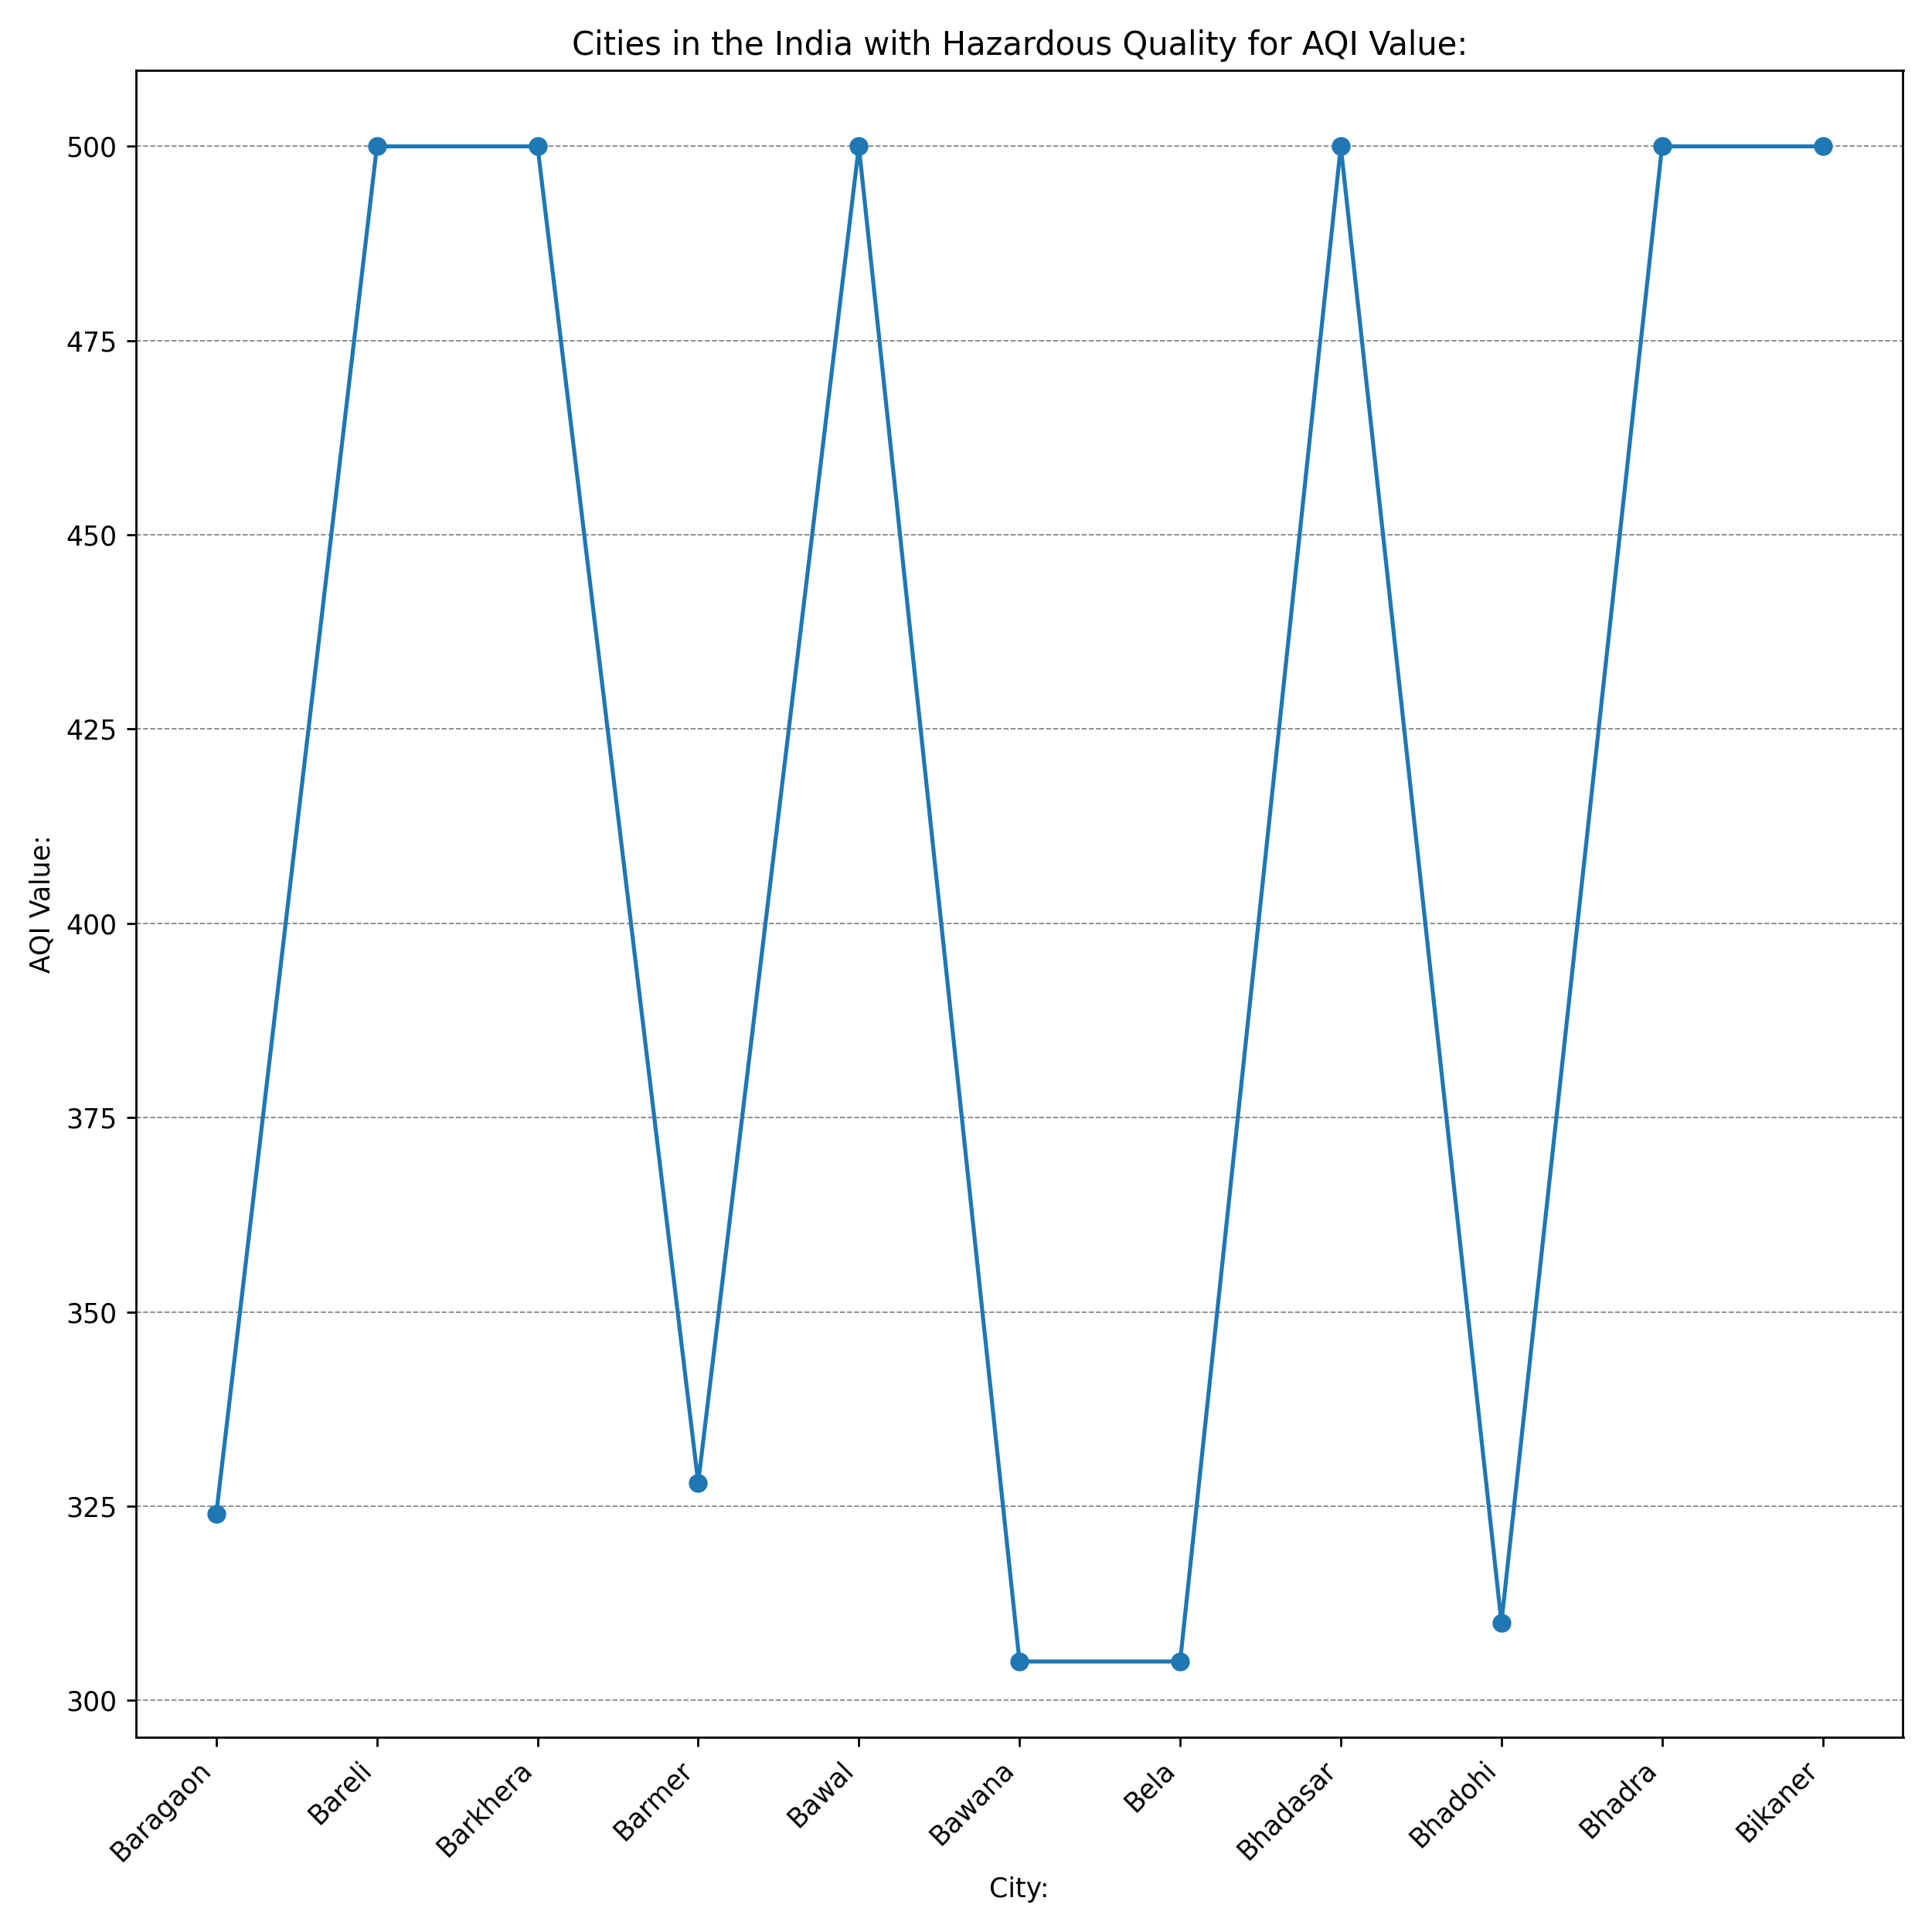 Cities in the India with Hazardous Quality for AQI Value:
500
475
450
425
400
375
350
325
300
AQI Value:
Baragaon
Bareli
Barkhera
Barmer
Bawal
Bawana
Bela
Bhadasar
Bhadohi
Bhadra
Bikaner
City: